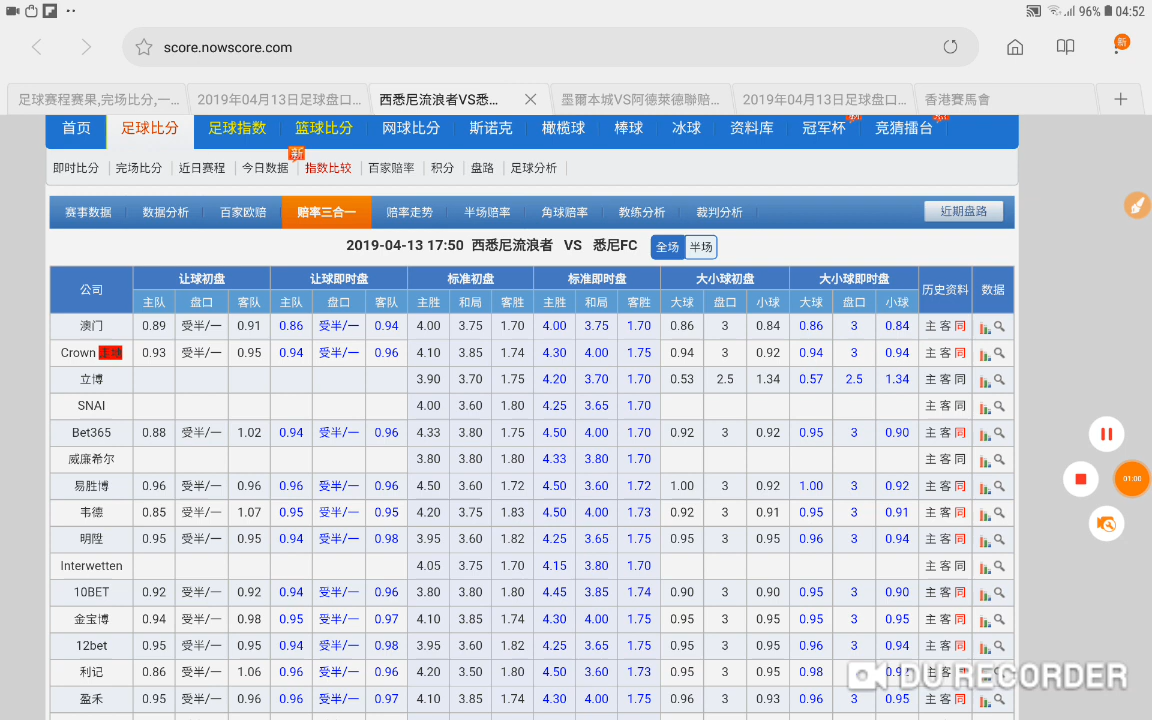 96% 04:52
score.nowscore.com 新
足球赛程赛果,完场比分,一... 2019年04月13日足球盘口... 西悉尼流浪者VS悉... 墨爾本城VS阿德萊德聯賠... 2019年04月13日足球盘口... 香港賽馬會
首页 足球比分 足球指数 篮球比分 网球比分 斯诺克 橄榄球 棒球 冰球 资料库 冠军杯 竞猜擂台
新
即时比分 完场比分 近日赛程 今日数据 指数比较 百家赔率 积分 盘路 足球分析
赛事数据 数据分析 百家欧赔 赔率三合一 赔率走势 半场赔率 角球赔率 教练分析 裁判分析 近期盘路
2019-04-13 17:50 西悉尼流浪者 VS 悉尼FC 全场 半场
公司 让球初盘 让球即时盘 标准初盘 标准即时盘 大小球初盘 大小球即时盘 历史资料 数据
主队 盘口 客队 主队 盘口 客队 主胜 和局 客胜 主胜 和局 客胜 大球 盘口 小球 大球 盘口 小球
澳门 0.89 受半/一 0.91 0.86 受半/一 0.94 4.00 3.75 1.70 4.00 3.75 1.70 0.86 3 0.84 0.86 3 0.84 主 客 同
Crown 走地 0.93 受半/一 0.95 0.94 受半/一 0.96 4.10 3.85 1.74 4.30 4.00 1.75 0.94 3 0.92 0.94 3 0.94 主 客 同
立博 3.90 3.70 1.75 4.20 3.70 1.70 0.53 2.5 1.34 0.57 2.5 1.34 主 客 同
SNAI 4.00 3.60 1.80 4.25 3.65 1.70 主 客 同
Bet365 0.88 受半/一 1.02 0.94 受半/一 0.96 4.33 3.80 1.75 4.50 4.00 1.70 0.92 3 0.92 0.95 3 0.90 主 客 同
威廉希尔 3.80 3.80 1.80 4.33 3.80 1.70 主 客 同
易胜博 0.96 受半/一 0.96 0.96 受半/一 0.96 4.50 3.60 1.72 4.50 3.60 1.72 1.00 3 0.92 1.00 3 0.92 主 客 同 01:00
韦德 0.85 受半/一 1.07 0.95 受半/一 0.95 4.20 3.75 1.83 4.50 4.00 1.73 0.92 3 0.91 0.95 3 0.91 主 客 同
明陞 0.95 受半/一 0.95 0.94 受半/一 0.98 3.95 3.60 1.82 4.25 3.65 1.75 0.95 3 0.95 0.96 3 0.94 主 客 同
Interwetten 4.05 3.75 1.70 4.15 3.80 1.70 主 客 同
10BET 0.92 受半/一 0.92 0.94 受半/一 0.96 3.80 3.80 1.80 4.45 3.85 1.74 0.90 3 0.90 0.95 3 0.90 主 客 同
金宝博 0.94 受半/一 0.98 0.95 受半/一 0.97 4.10 3.85 1.74 4.30 4.00 1.75 0.95 3 0.95 0.95 3 0.95 主 客 同
12bet 0.95 受半/一 0.95 0.94 受半/一 0.98 3.95 3.60 1.82 4.25 3.65 1.75 0.95 3 0.95 0.96 3 0.94 主 客 同
利记 0.86 受半/一 1.06 0.96 受半/一 0.96 4.20 3.50 1.80 4.50 3.60 1.73 0.95 3 0.95 0.98
DU RECORDER
盈禾 0.95 受半/一 0.96 0.96 受半/一 0.97 4.10 3.85 1.74 4.30 4.00 1.75 0.96 3 0.93 0.96 3 0.95 主 客 同